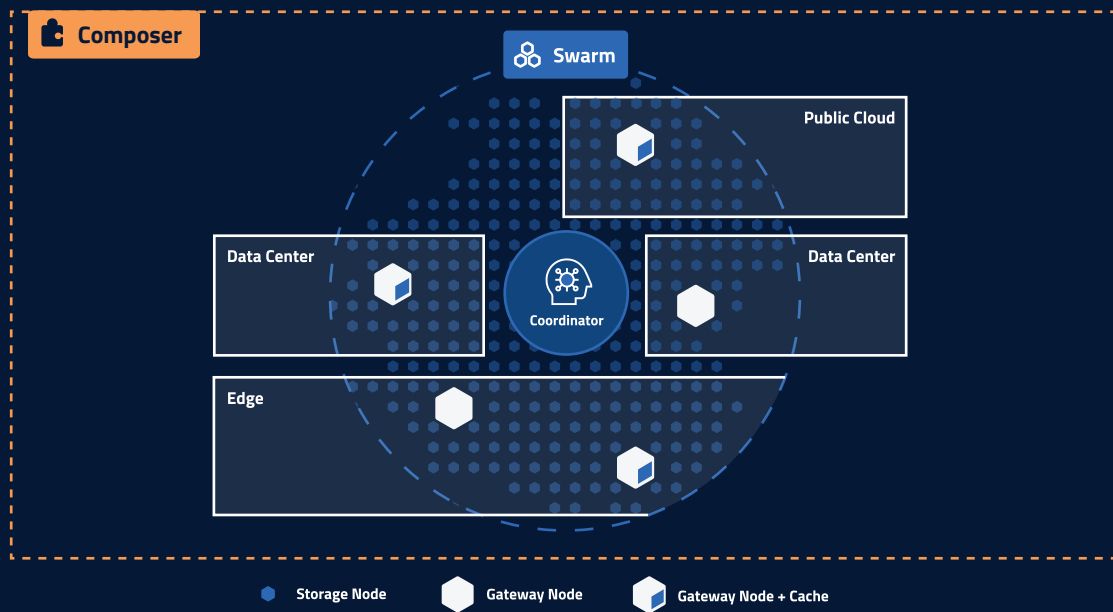 Composer
Swarm
Public Cloud
Data Center
Data Center
Coordinator
Edge
Storage Node
Gateway Node
Gateway Node + Cache